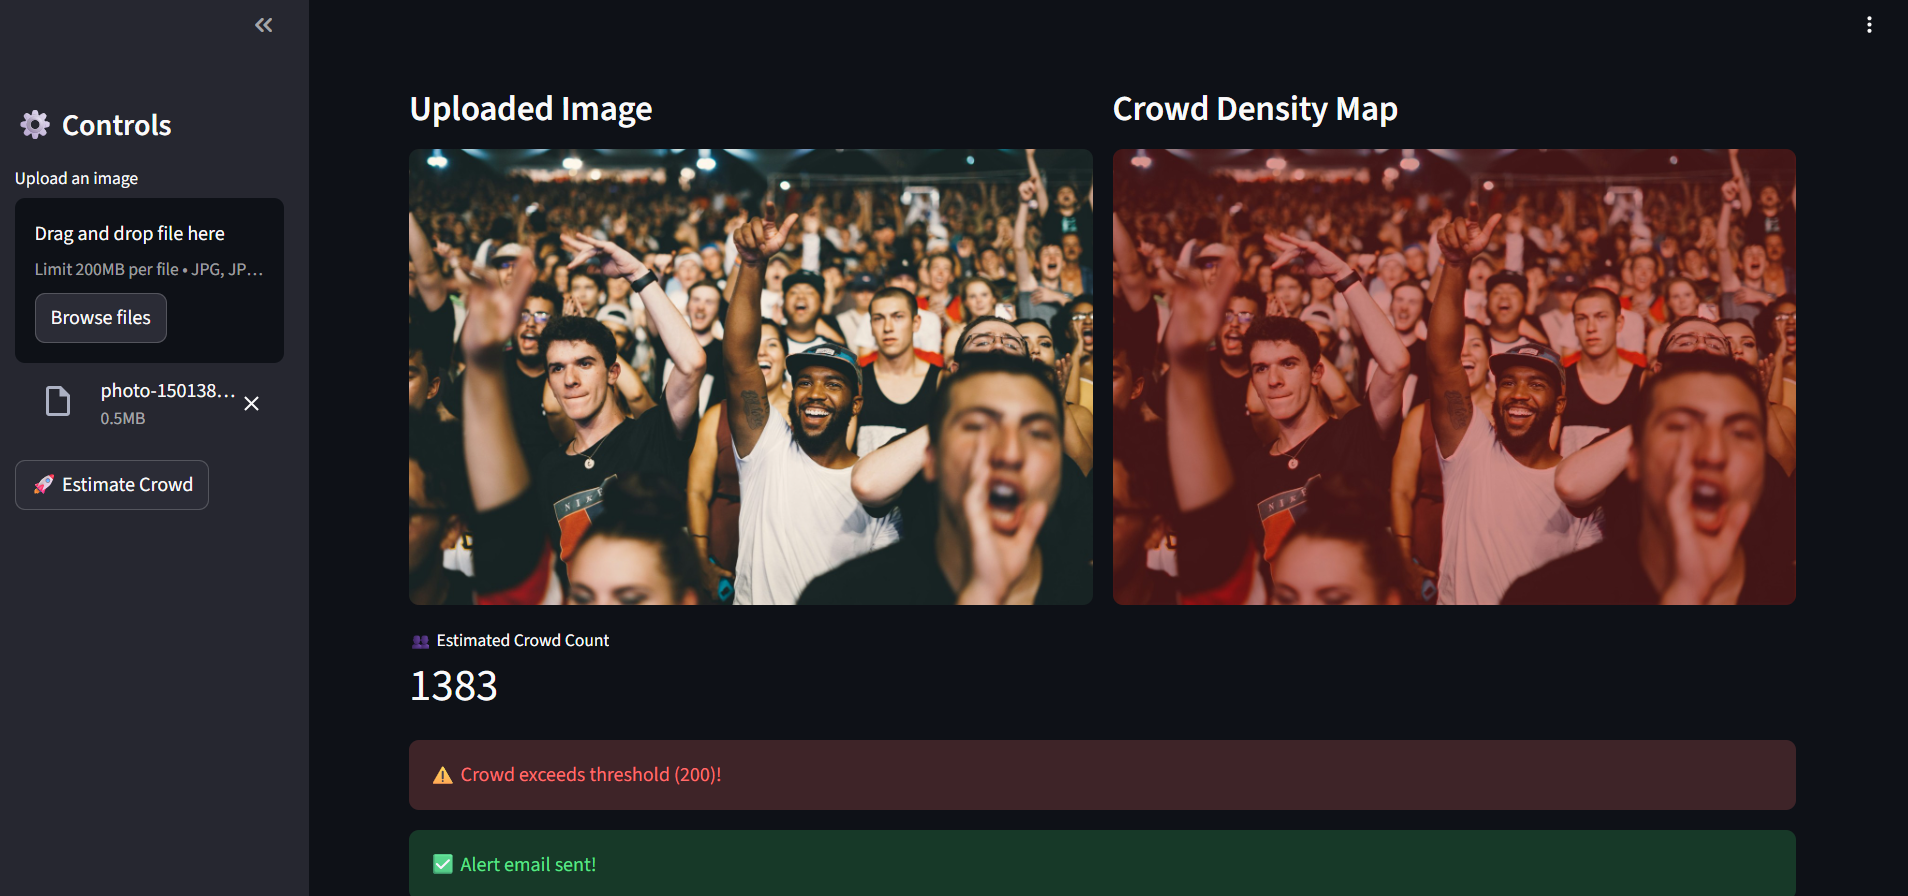 Controls
Upload an image
Drag and drop file here
Limit 200MB per file • JPG, JP...
Browse files
photo-150138...
0.5MB
🚀 Estimate Crowd
Uploaded Image
Crowd Density Map
NIKE
NIKE
👥 Estimated Crowd Count
1383
⚠️ Crowd exceeds threshold (200)!
✅ Alert email sent!